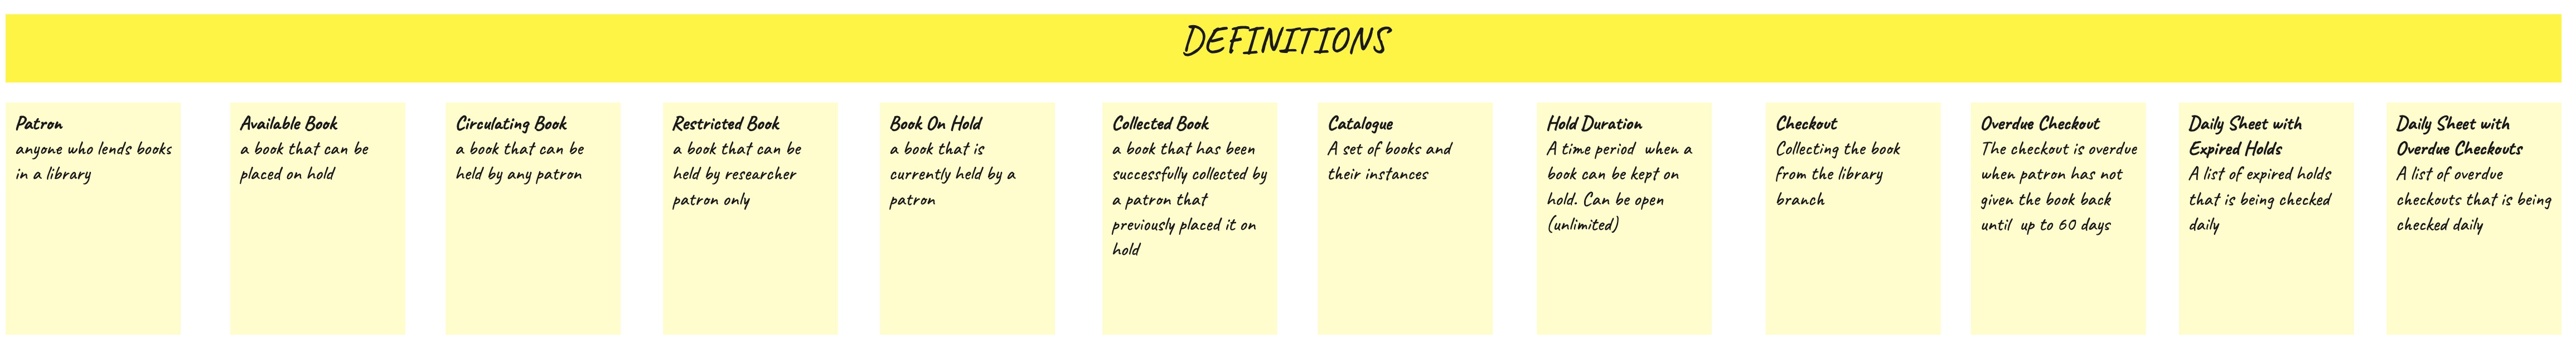 DEFINITIONS
Patron
anyone who lends books
in a library
Available Book
a book that can be
placed on hold
Circulating Book
a book that can be
held by any patron
Restricted Book
a book that can be
held by researcher
patron only
Book On Hold
a book that is
currently held by a
patron
Collected Book
a book that has been
successfully collected by
a patron that
previously placed it on
hold
Catalogue
A set of books and
their instances
Hold Duration
A time period when a
book can be kept on
hold. Can be open
(unlimited)
Checkout
Collecting the book
from the library
branch
Overdue Checkout
The checkout is overdue
when patron has not
given the book back
until up to 60 days
Daily Sheet with
Expired Holds
A list of expired holds
that is being checked
daily
Daily Sheet with
Overdue Checkouts
A list of overdue
checkouts that is being
checked daily